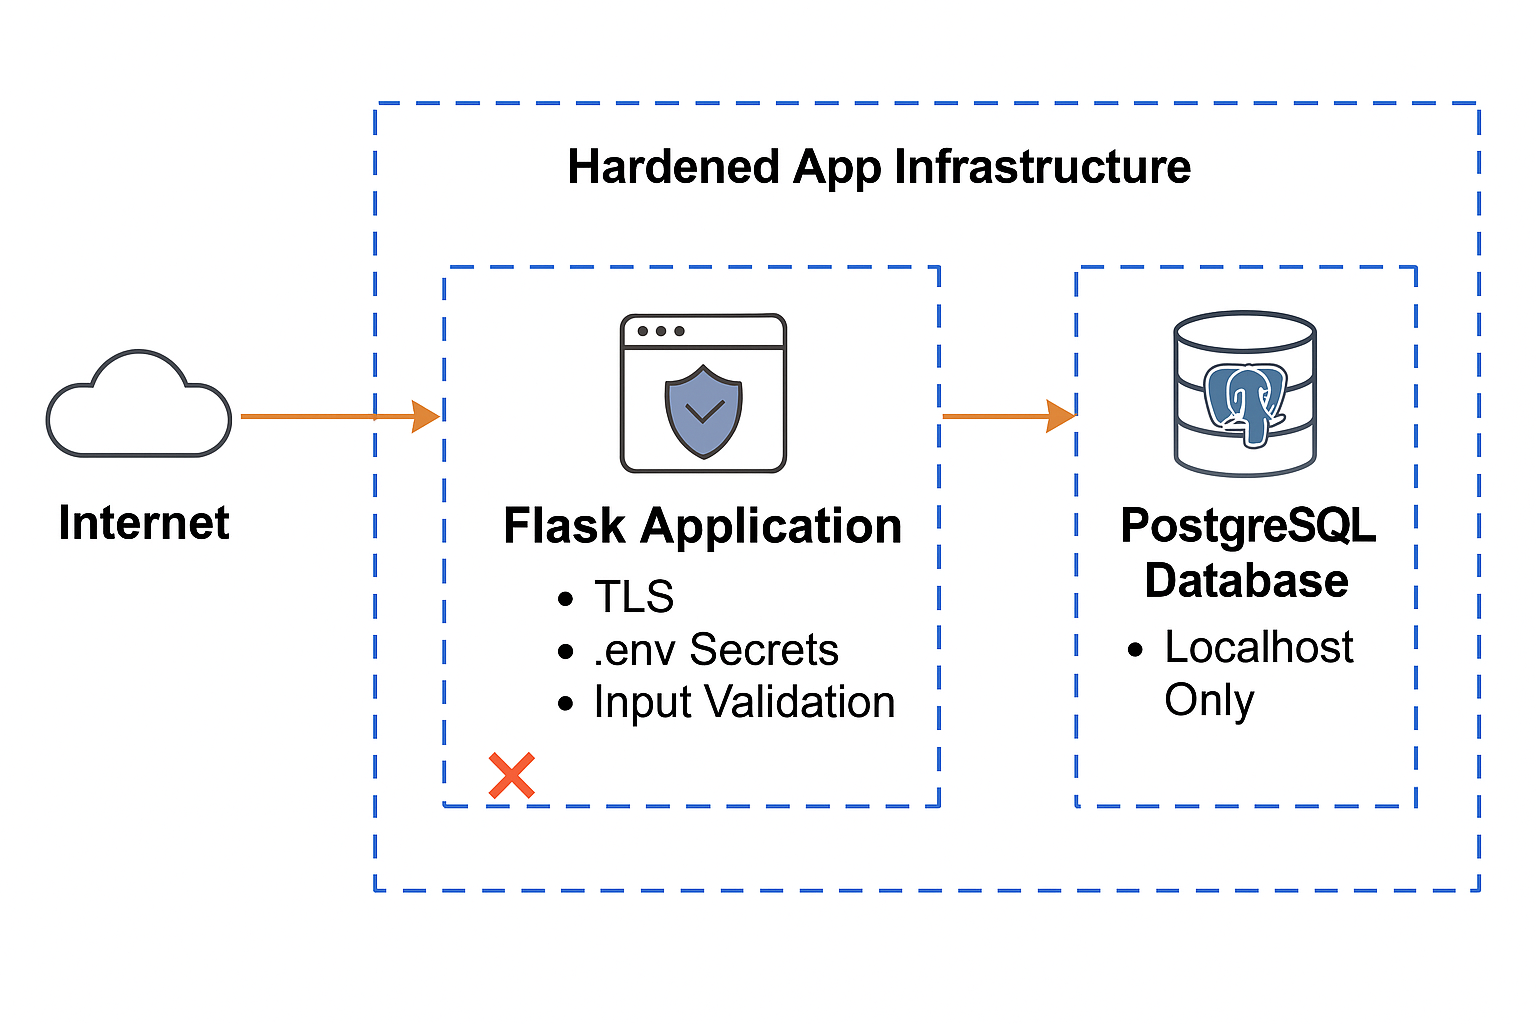 Hardened App Infrastructure
Internet
Flask Application
• TLS
• .env Secrets
• Input Validation
PostgreSQL
Database
• Localhost
Only